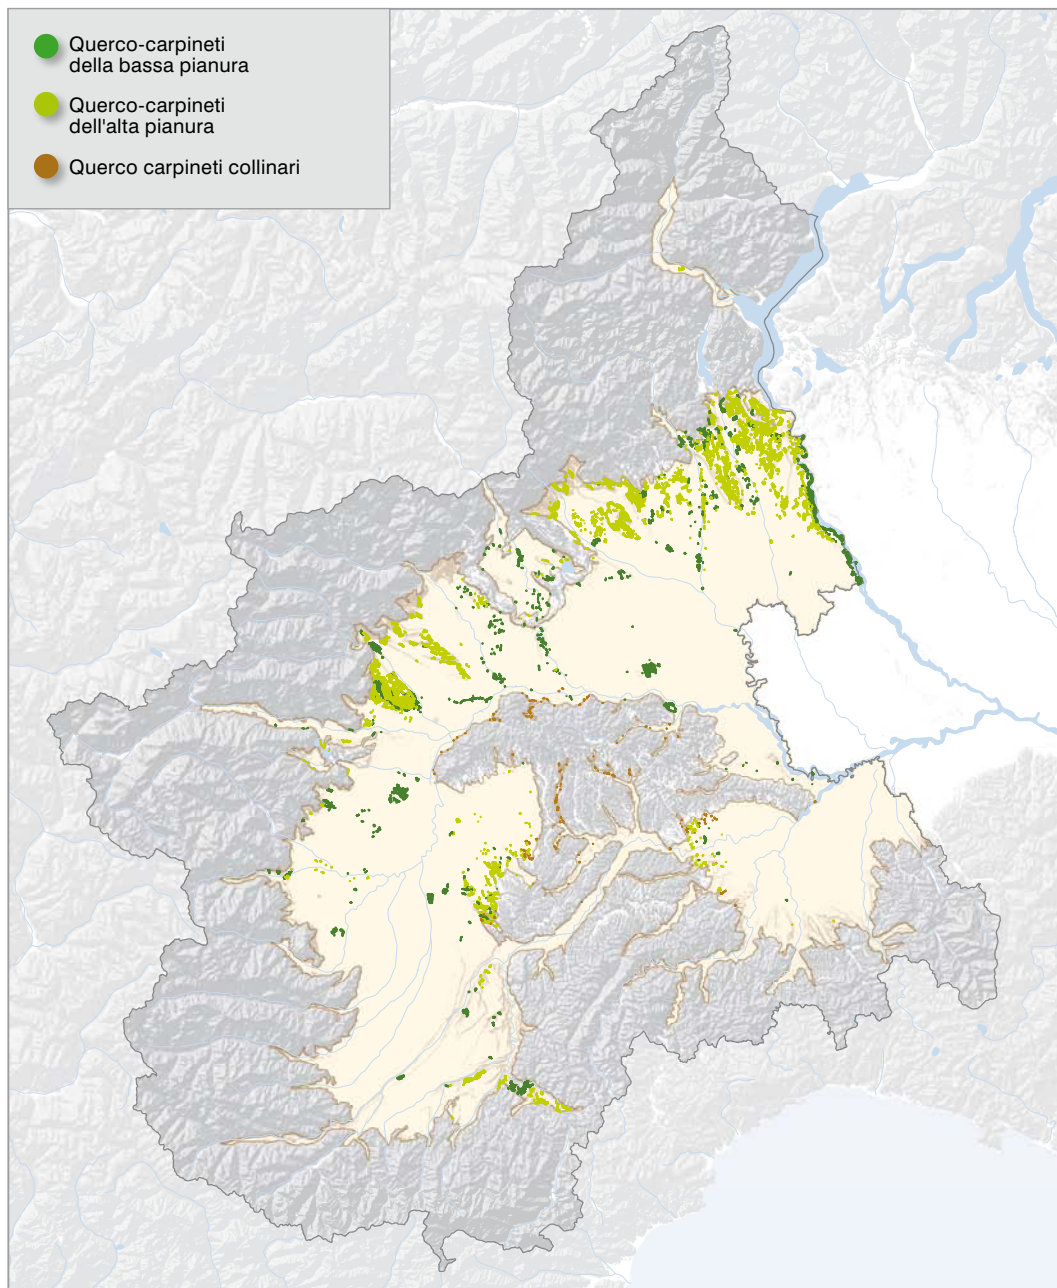 Querco-carpineti
della bassa pianura
Querco-carpineti
dell'alta pianura
Querco carpineti collinari